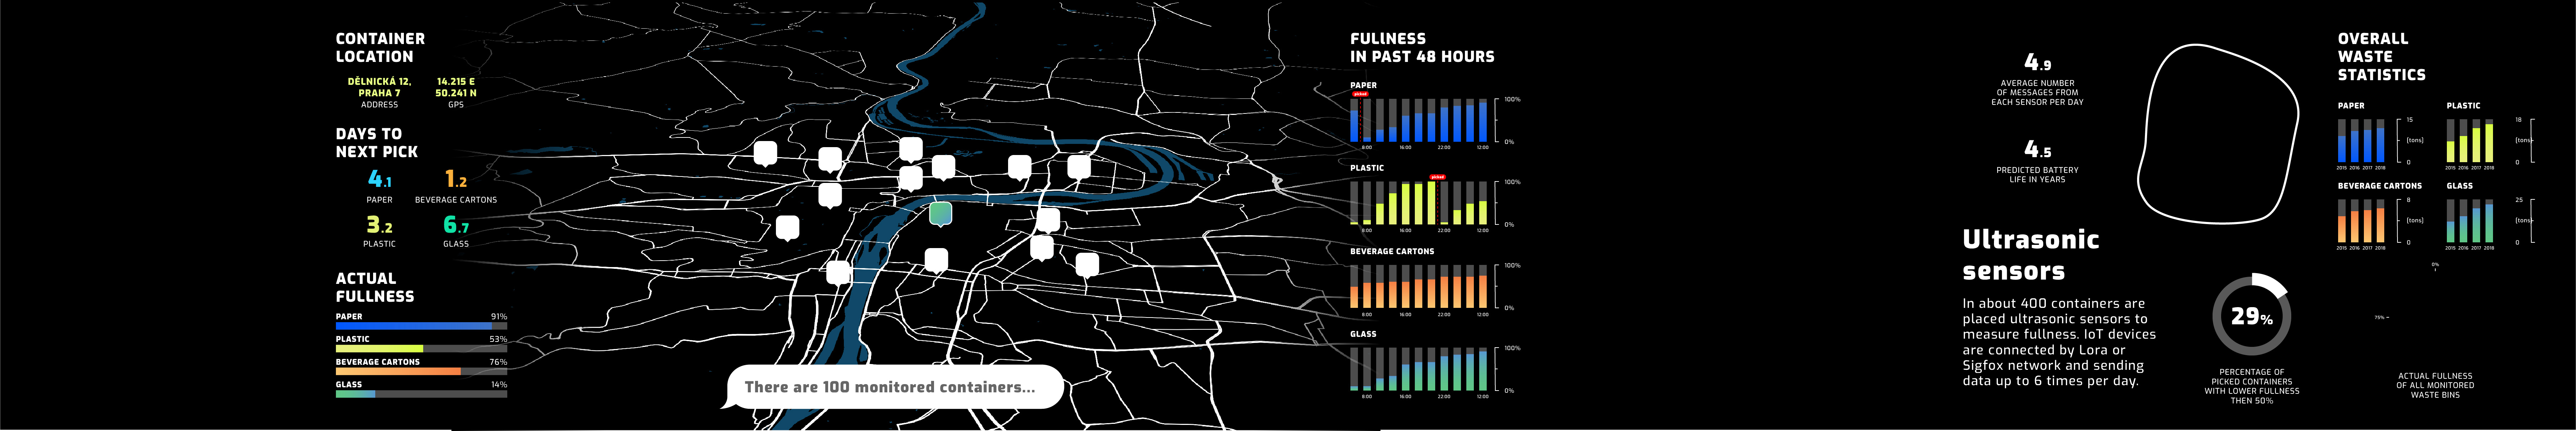 CONTAINER
LOCATION
DĚLNICKÁ 12,
PRAHA 7
ADDRESS
14.215 E
50.241 N
GPS
DAYS TO
NEXT PICK
4.1
PAPER
1.2
BEVERAGE CARTONS
3.2
PLASTIC
6.7
GLASS
ACTUAL
FULLNESS
PAPER 91%
PLASTIC 53%
BEVERAGE CARTONS 76%
GLASS 14%
There are 100 monitored containers...
FULlNESS
IN PAST 48 HOURS
PAPER
picked
100%
0%
8:00 16:00 22:00 12:00
PLASTIC
picked
100%
0%
8:00 16:00 22:00 12:00
BEVERAGE CARTONS
100%
0%
8:00 16:00 22:00 12:00
GLASS
100%
0%
8:00 16:00 22:00 12:00
4.9
AVERAGE NUMBER
OF MESSAGES FROM
EACH SENSOR PER DAY
4.5
PREDICTED BATTERY
LIFE IN YEARS
Ultrasonic
sensors
In about 400 containers are
placed ultrasonic sensors to
measure fullness. IoT devices
are connected by Lora or
Sigfox network and sending
data up to 6 times per day.
29%
PERCENTAGE OF
PICKED CONTAINERS
WITH LOWER FULLNESS
THEN 50%
OVERALL
WASTE
STATISTICS
PAPER
15
[tons]
0
2015 2016 2017 2018
PLASTIC
18
[tons]
0
2015 2016 2017 2018
BEVERAGE CARTONS
8
[tons]
0
2015 2016 2017 2018
GLASS
25
[tons]
0
2015 2016 2017 2018
0%
75%
ACTUAL FULLNESS
OF ALL MONITORED
WASTE BINS